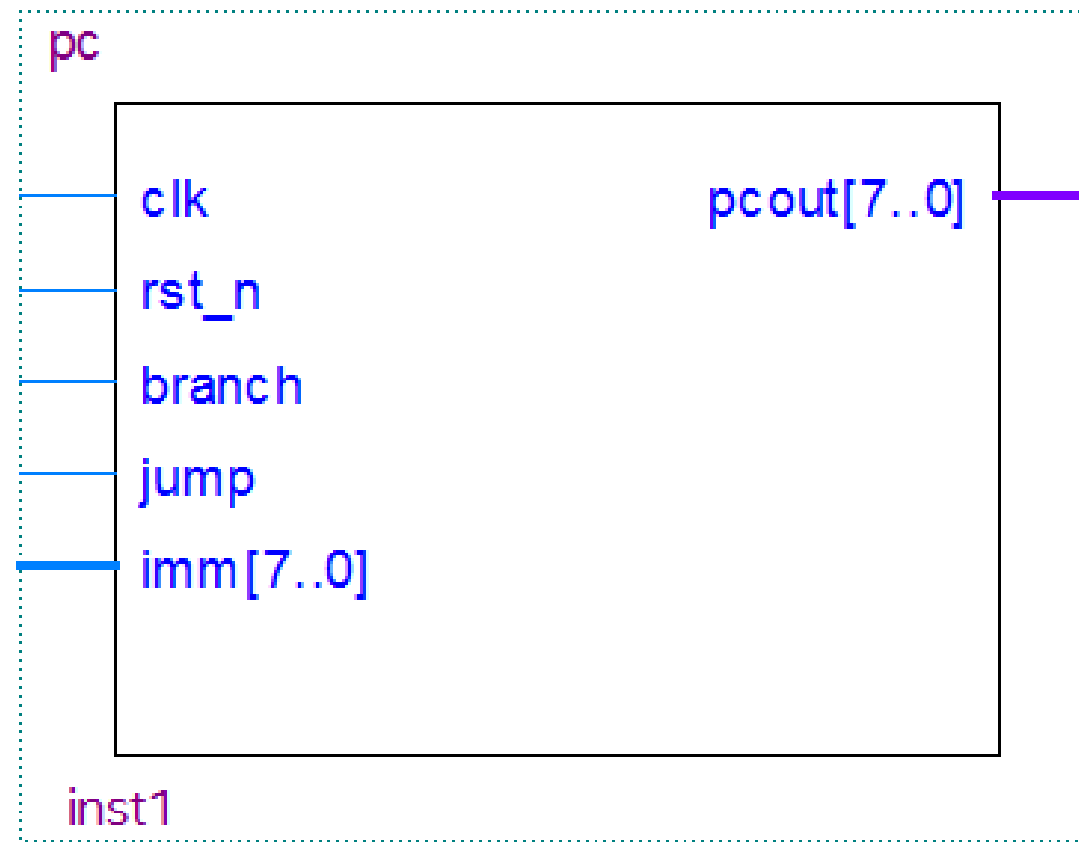 pc
clk
pcout[7..0]
rst_n
branch
jump
imm[7..0]
inst1